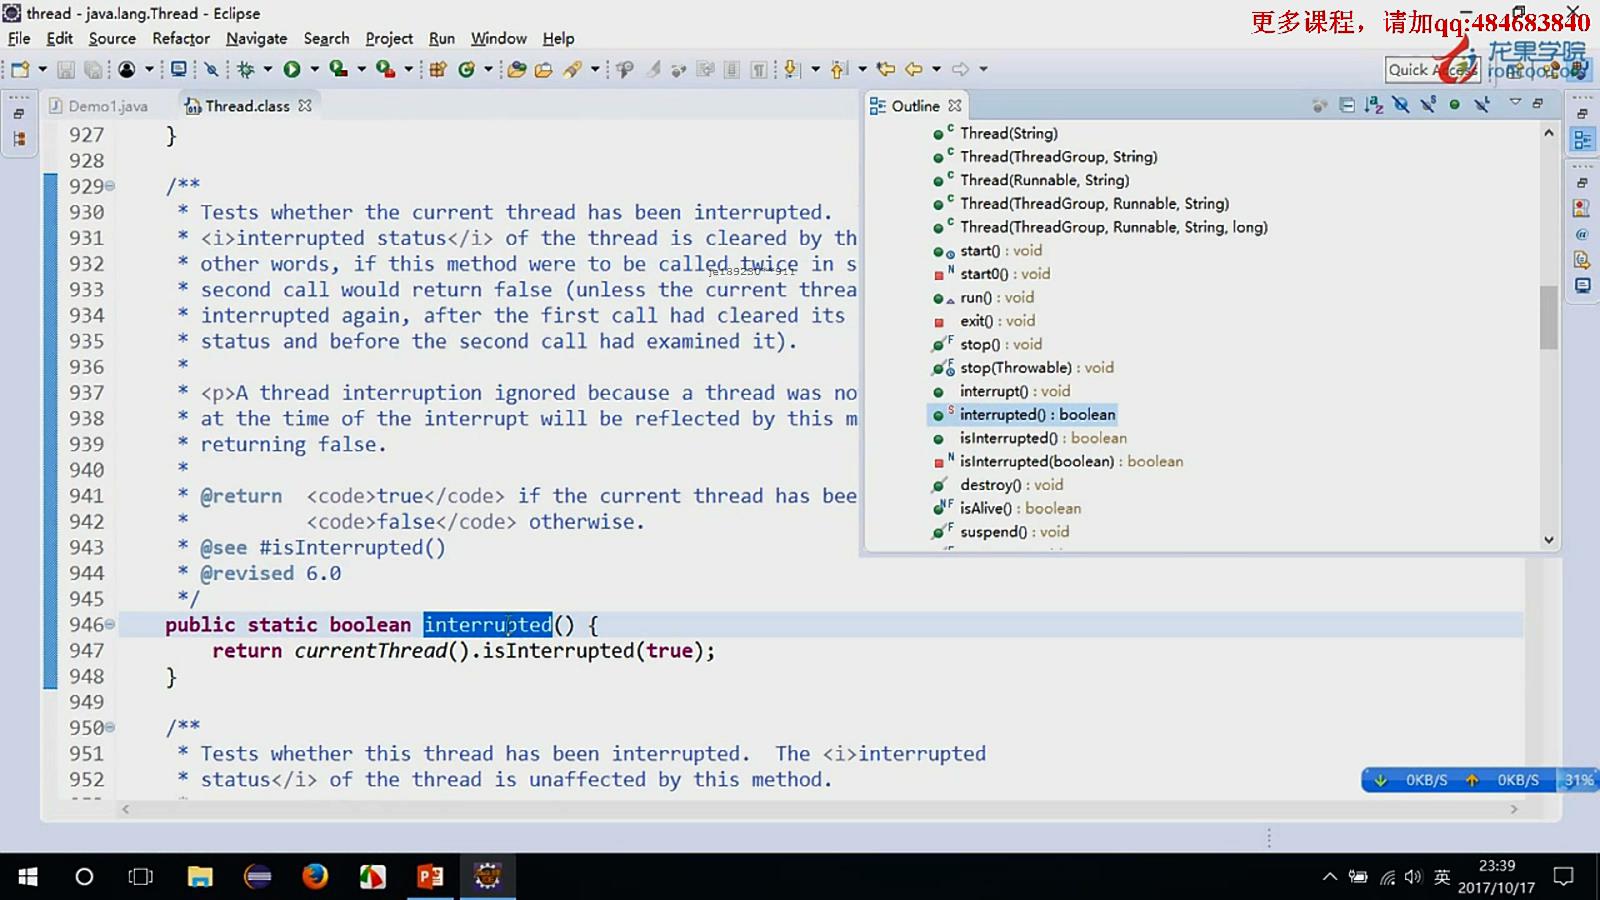 thread - java.lang.Thread - Eclipse
更多课程，请加qq:484683840
File Edit Source Refactor Navigate Search Project Run Window Help
龙果学院
Quick Access
roncoo.com
Demo1.java
Thread.class
Outline
927 }
928
929 /**
930 * Tests whether the current thread has been interrupted.
931 * <i>interrupted status</i> of the thread is cleared by th
932 * other words, if this method were to be called twice in s
933 * second call would return false (unless the current threa
934 * interrupted again, after the first call had cleared its
935 * status and before the second call had examined it).
936 *
937 * <p>A thread interruption ignored because a thread was no
938 * at the time of the interrupt will be reflected by this m
939 * returning false.
940 *
941 * @return  <code>true</code> if the current thread has bee
942 *          <code>false</code> otherwise.
943 * @see #isInterrupted()
944 * @revised 6.0
945 */
946 public static boolean interrupted() {
947 return currentThread().isInterrupted(true);
948 }
949
950 /**
951 * Tests whether this thread has been interrupted.  The <i>interrupted
952 * status</i> of the thread is unaffected by this method.
Thread(String)
Thread(ThreadGroup, String)
Thread(Runnable, String)
Thread(ThreadGroup, Runnable, String)
Thread(ThreadGroup, Runnable, String, long)
start() : void
start0() : void
run() : void
exit() : void
stop() : void
stop(Throwable) : void
interrupt() : void
interrupted() : boolean
isInterrupted() : boolean
isInterrupted(boolean) : boolean
destroy() : void
isAlive() : boolean
suspend() : void
0KB/S 0KB/S 31%
英
23:39
2017/10/17